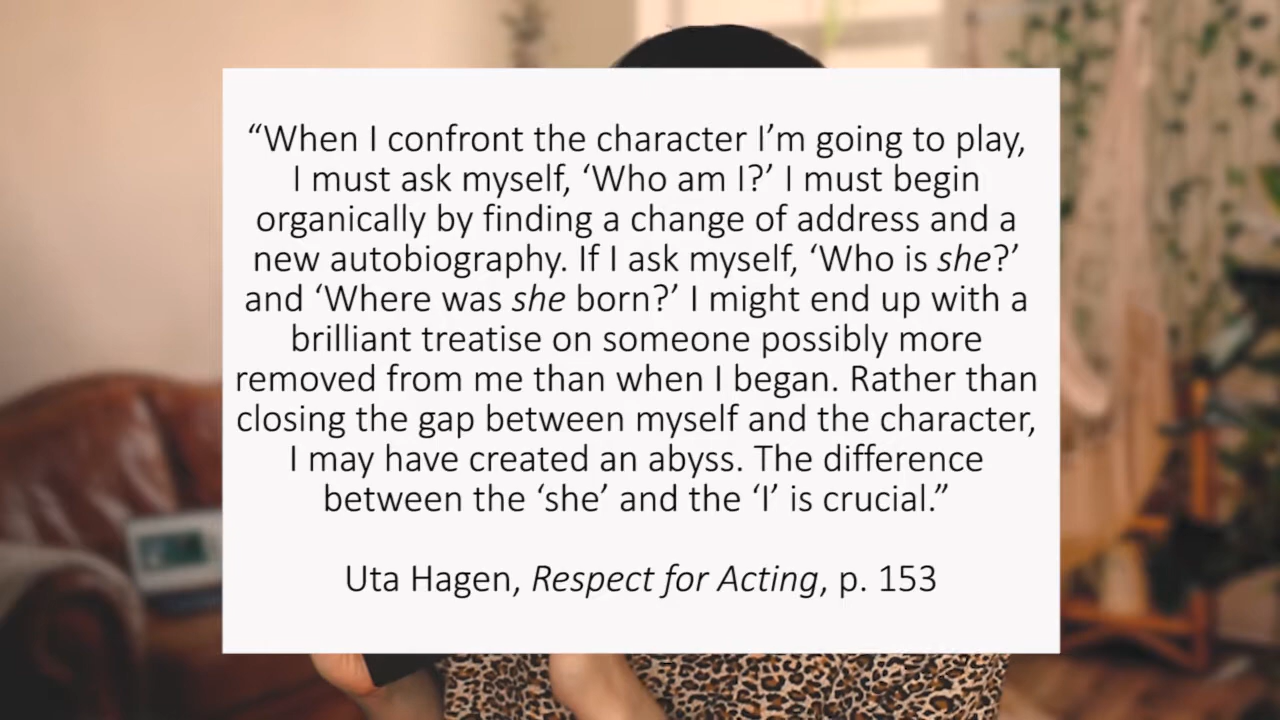 “When I confront the character I’m going to play,
I must ask myself, ‘Who am I?’ I must begin
organically by finding a change of address and a
new autobiography. If I ask myself, ‘Who is she?’
and ‘Where was she born?’ I might end up with a
brilliant treatise on someone possibly more
removed from me than when I began. Rather than
closing the gap between myself and the character,
I may have created an abyss. The difference
between the ‘she’ and the ‘I’ is crucial.”
Uta Hagen, Respect for Acting, p. 153